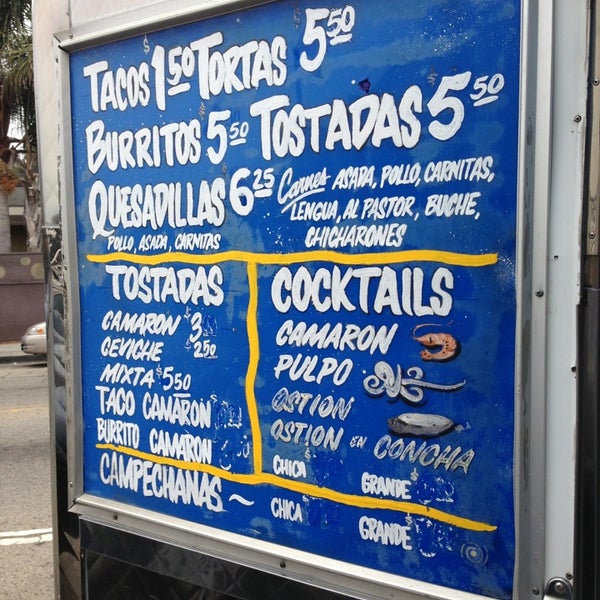 TACOS $1.50 TORTAS $5.50
BURRITOS 5.50 TOSTADAS $5.50
QUESADILLAS 6.25
POLLO, ASADA, CARNITAS
Carnes ASADA, POLLO, CARNITAS,
LENGUA, AL PASTOR, BUCHE,
CHICHARONES
TOSTADAS
CAMARON $3
CEVICHE $2.50
MIXTA $5.50
TACO CAMARON
BURRITO CAMARON
COCKTAILS
CAMARON
PULPO
OSTION
OSTION EN CONCHA
CHICA GRANDE
CAMPECHANAS ~ CHICA GRANDE